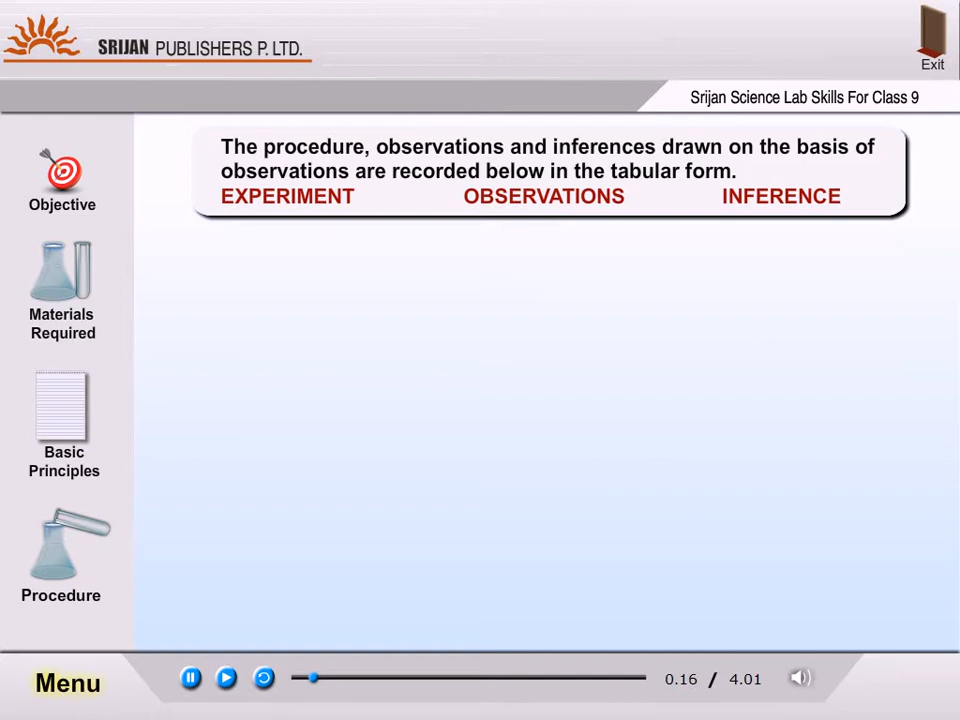 SRIJAN PUBLISHERS P. LTD.
Exit
Srijan Science Lab Skills For Class 9
Objective
Materials
Required
Basic
Principles
Procedure
The procedure, observations and inferences drawn on the basis of
observations are recorded below in the tabular form.
EXPERIMENT OBSERVATIONS INFERENCE
Menu
0.16 / 4.01